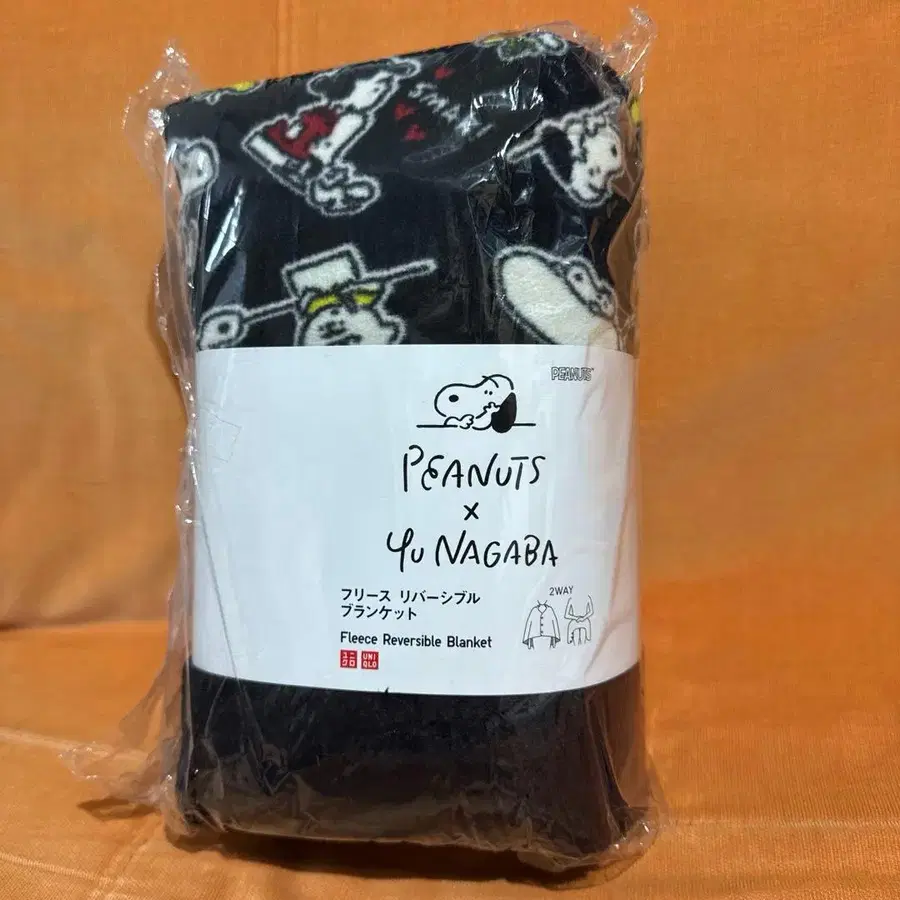 PEANUTS
PEANUTS
x
YU NAGABA
フリース リバーシブル
ブランケット
2WAY
Fleece Reversible Blanket
ユニ
クロ
UNI
QLO